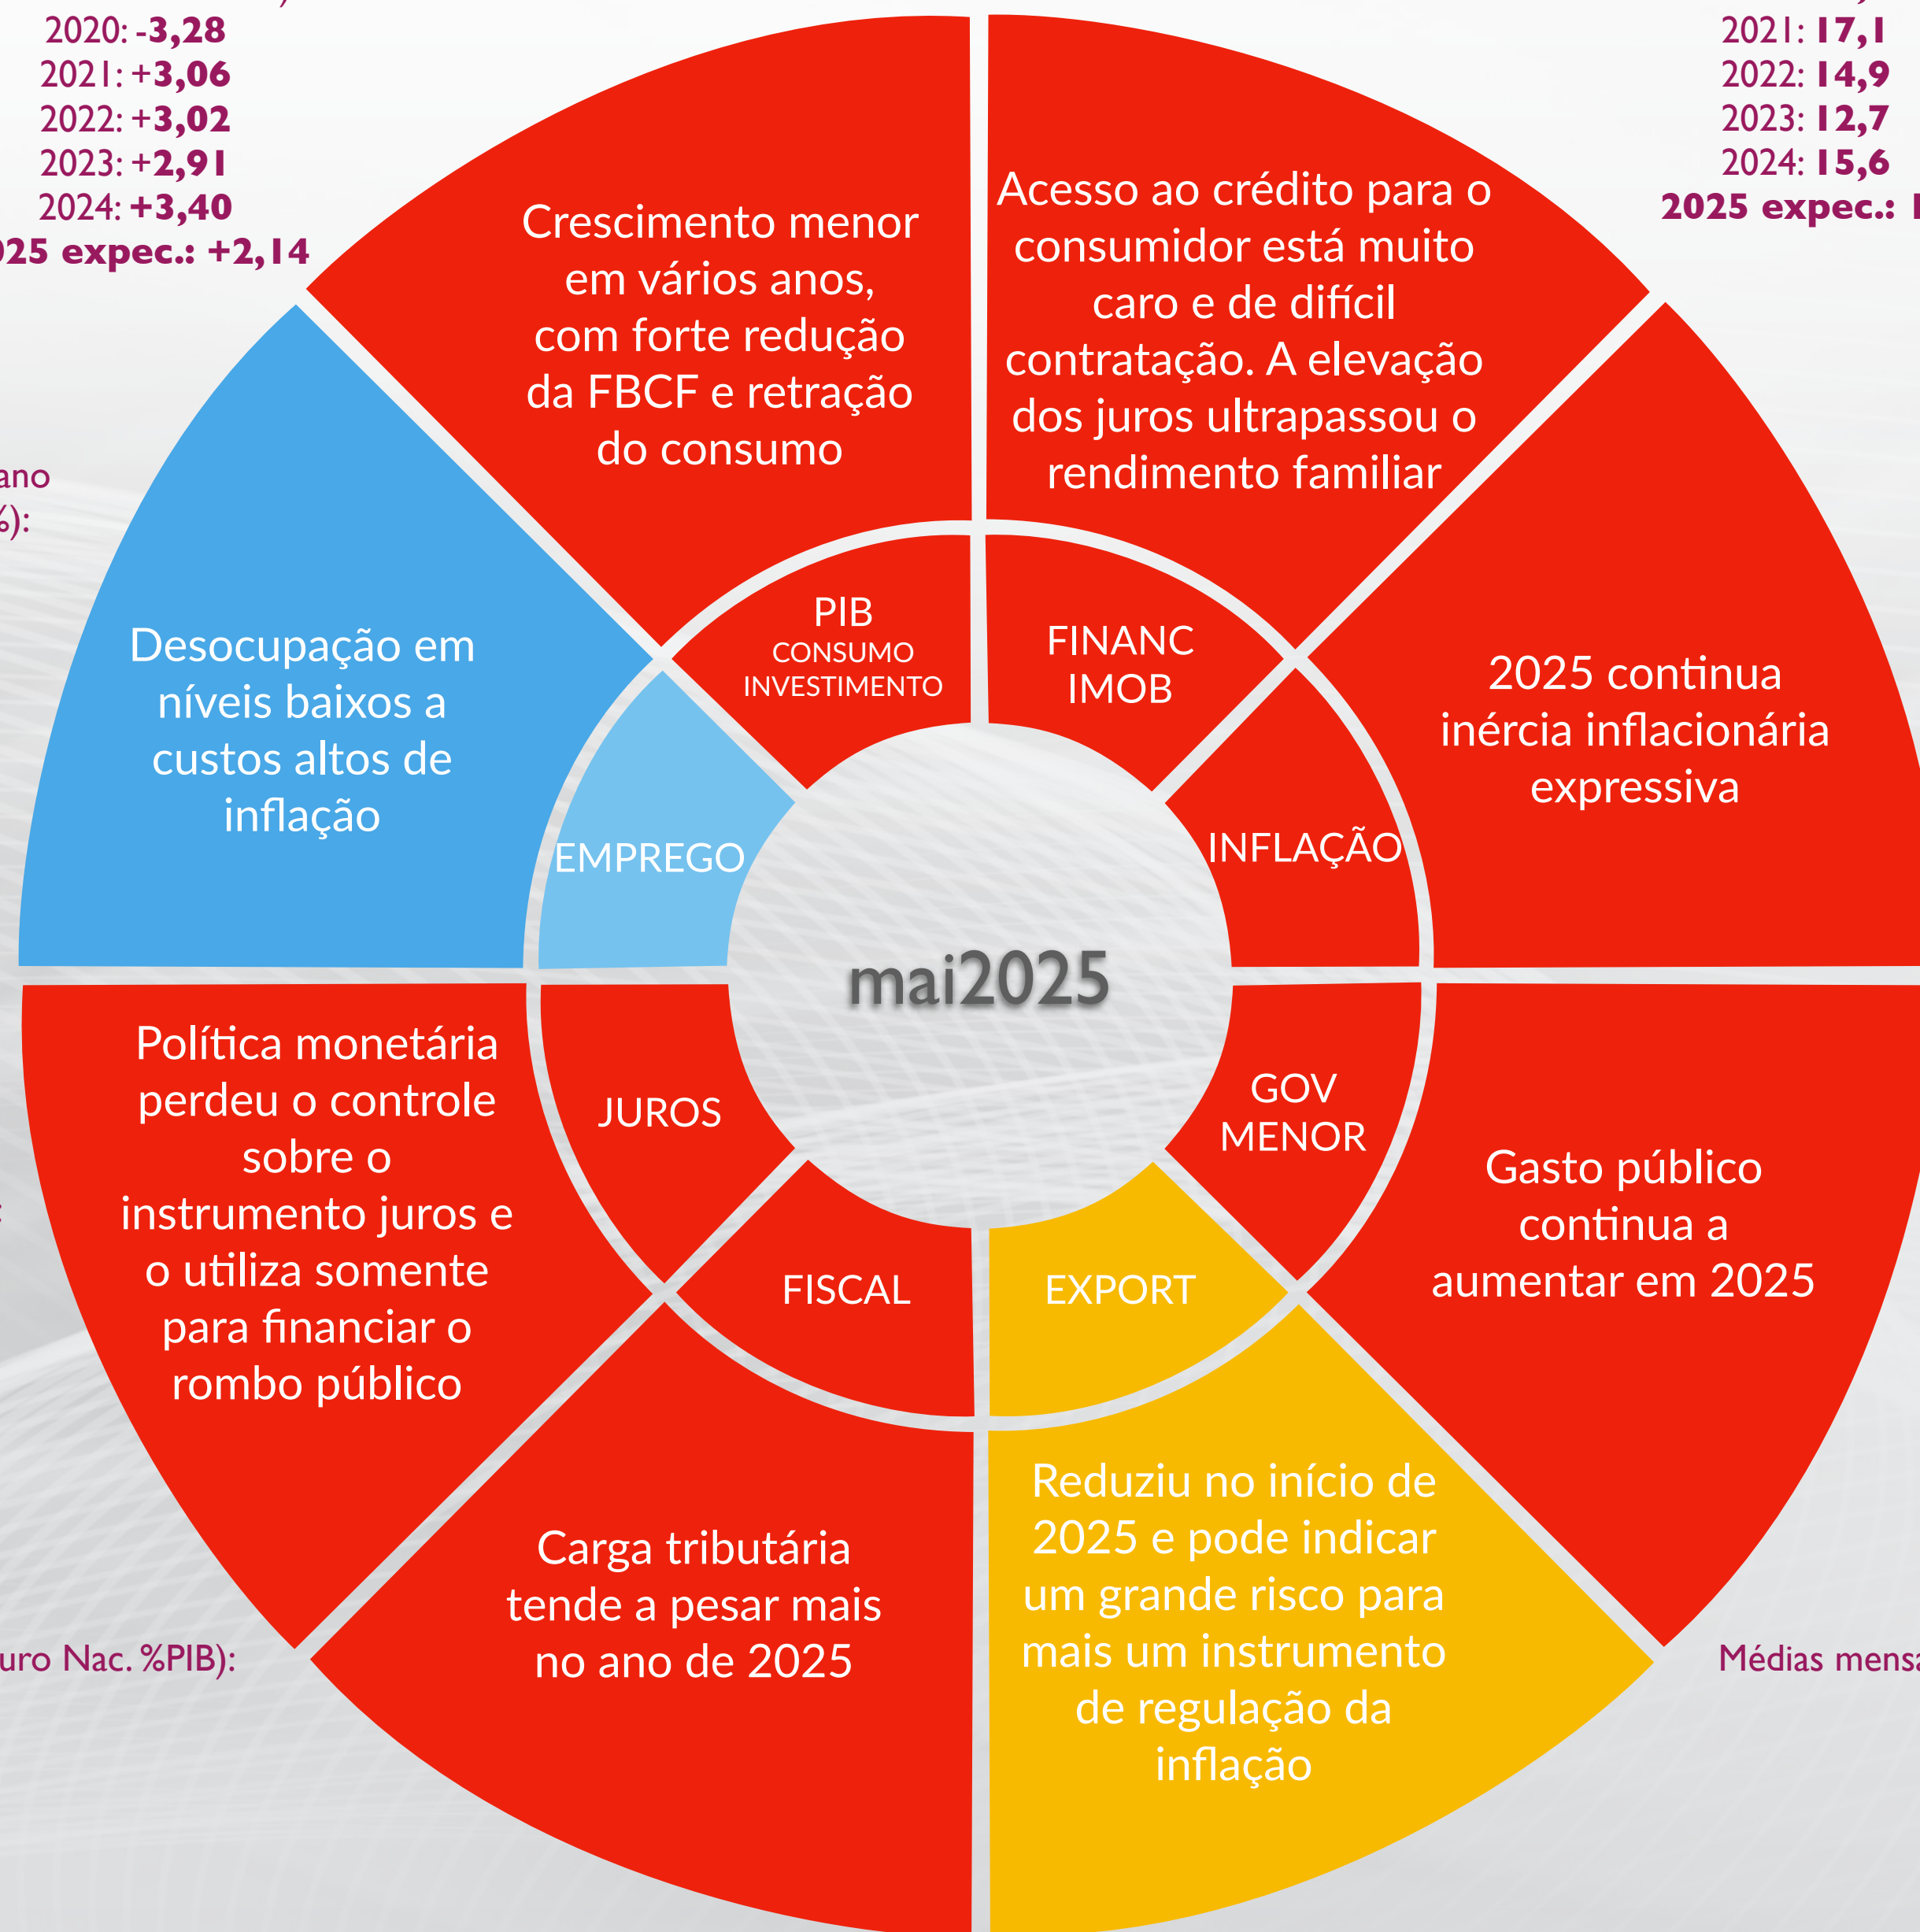 2020: -3,28
2021: +3,06
2022: +3,02
2023: +2,91
2024: +3,40
025 expec.: +2,14
2021: 17,1
2022: 14,9
2023: 12,7
2024: 15,6
2025 expec.:
Crescimento menor
em vários anos,
com forte redução
da FBCF e retração
do consumo
Acesso ao crédito para o
consumidor está muito
caro e de difícil
contratação. A elevação
dos juros ultrapassou o
rendimento familiar
ano
%):
Desocupação em
níveis baixos a
custos altos de
inflação
PIB
CONSUMO
INVESTIMENTO
FINANC
IMOB
2025 continua
inércia inflacionária
expressiva
EMPREGO
INFLAÇÃO
mai2025
Política monetária
perdeu o controle
sobre o
instrumento juros e
o utiliza somente
para financiar o
rombo público
JUROS
GOV
MENOR
Gasto público
continua a
aumentar em 2025
FISCAL
EXPORT
Carga tributária
tende a pesar mais
no ano de 2025
Reduziu no início de
2025 e pode indicar
um grande risco para
mais um instrumento
de regulação da
inflação
uro Nac. %PIB):
Médias mensa